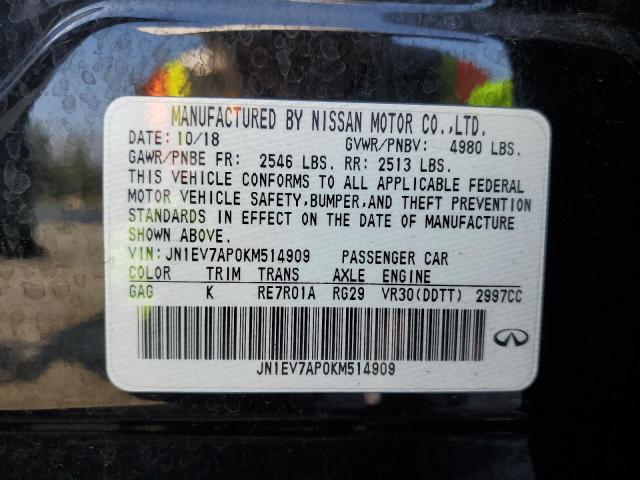 MANUFACTURED BY NISSAN MOTOR CO.,LTD.
DATE: 10/18 GVWR/PNBV: 4980 LBS.
GAWR/PNBE FR: 2546 LBS. RR: 2513 LBS.
THIS VEHICLE CONFORMS TO ALL APPLICABLE FEDERAL
MOTOR VEHICLE SAFETY,BUMPER,AND THEFT PREVENTION
STANDARDS IN EFFECT ON THE DATE OF MANUFACTURE
SHOWN ABOVE.
VIN: JN1EV7AP0KM514909 PASSENGER CAR
COLOR TRIM TRANS AXLE ENGINE
GAG K RE7R01A RG29 VR30(DDTT) 2997CC
JN1EV7AP0KM514909